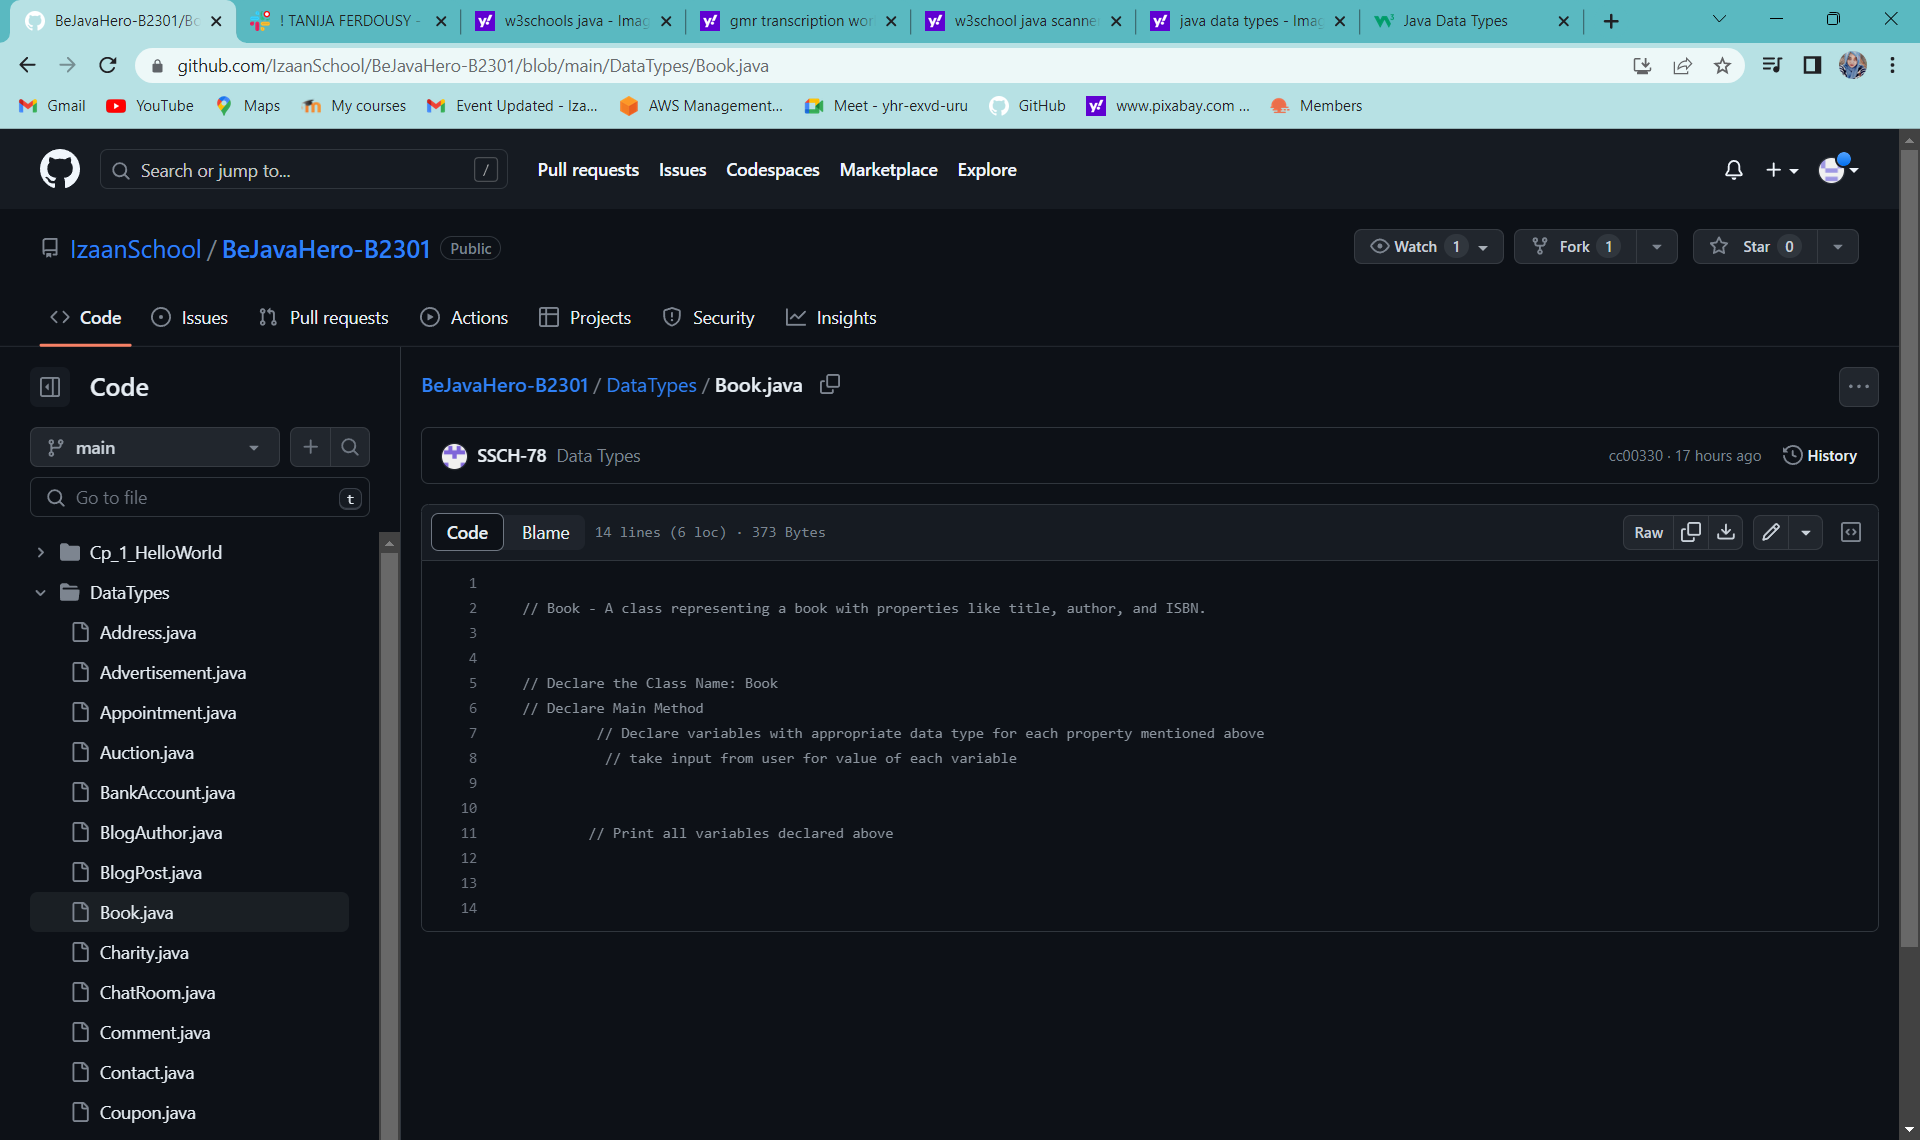 BeJavaHero-B2301/Bo
! TANIJA FERDOUSY -
w3schools java - Imag
gmr transcription wor
w3school java scanne
java data types - Imag
Java Data Types
github.com/IzaanSchool/BeJavaHero-B2301/blob/main/DataTypes/Book.java
Gmail
YouTube
Maps
My courses
Event Updated - Iza...
AWS Management...
Meet - yhr-exvd-uru
GitHub
www.pixabay.com ...
Members
Search or jump to...
/
Pull requests
Issues
Codespaces
Marketplace
Explore
IzaanSchool / BeJavaHero-B2301
Public
Watch 1
Fork 1
Star 0
Code
Issues
Pull requests
Actions
Projects
Security
Insights
Code
main
Go to file
t
Cp_1_HelloWorld
DataTypes
Address.java
Advertisement.java
Appointment.java
Auction.java
BankAccount.java
BlogAuthor.java
BlogPost.java
Book.java
Charity.java
ChatRoom.java
Comment.java
Contact.java
Coupon.java
BeJavaHero-B2301 / DataTypes / Book.java
SSCH-78 Data Types
cc00330 · 17 hours ago
History
Code
Blame
14 lines (6 loc) · 373 Bytes
Raw
1
2 // Book - A class representing a book with properties like title, author, and ISBN.
3
4
5 // Declare the Class Name: Book
6 // Declare Main Method
7 // Declare variables with appropriate data type for each property mentioned above
8 // take input from user for value of each variable
9
10
11 // Print all variables declared above
12
13
14